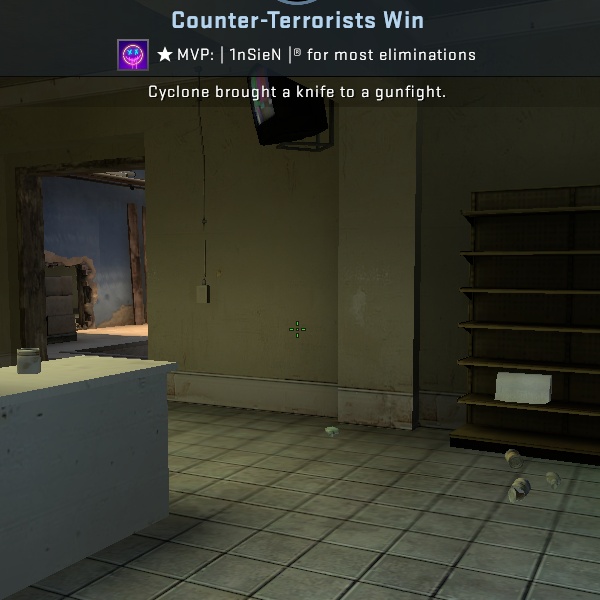 Counter-Terrorists Win
★ MVP: | 1nSieN |® for most eliminations
Cyclone brought a knife to a gunfight.